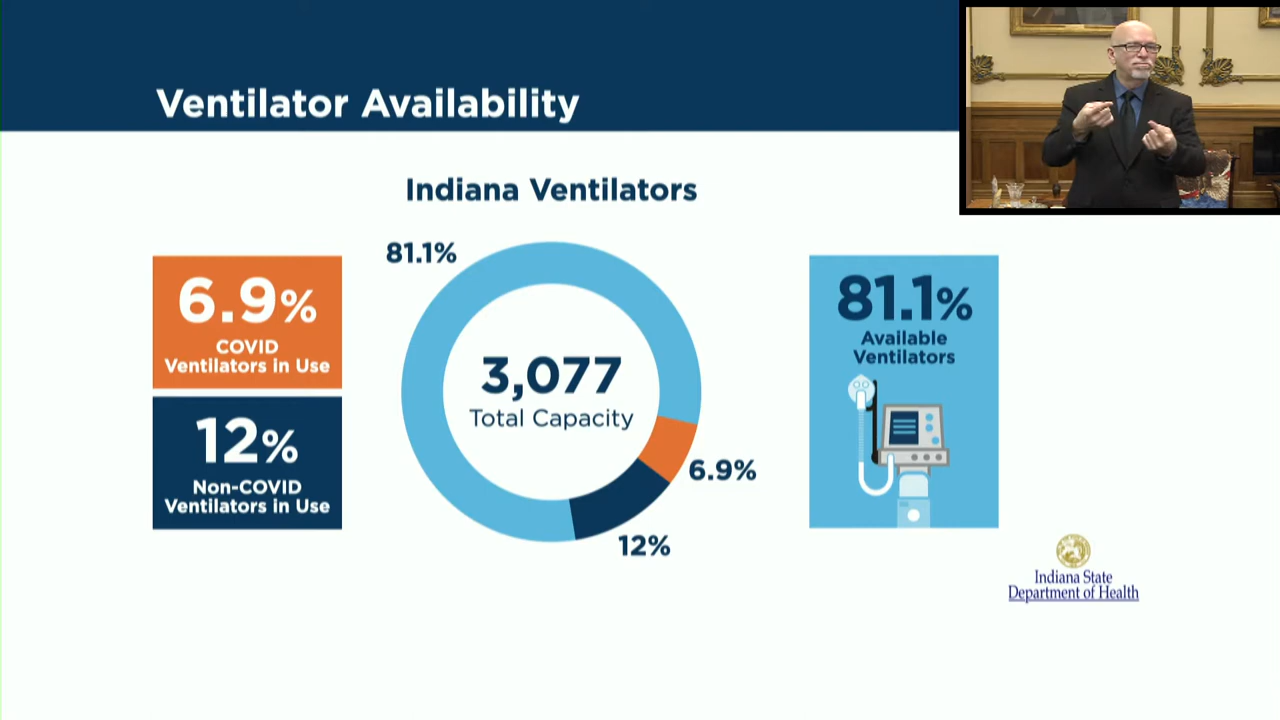 Ventilator Availability
Indiana Ventilators
81.1%
6.9%
COVID
Ventilators in Use
12%
Non-COVID
Ventilators in Use
3,077
Total Capacity
6.9%
12%
81.1%
Available
Ventilators
Indiana State
Department of Health